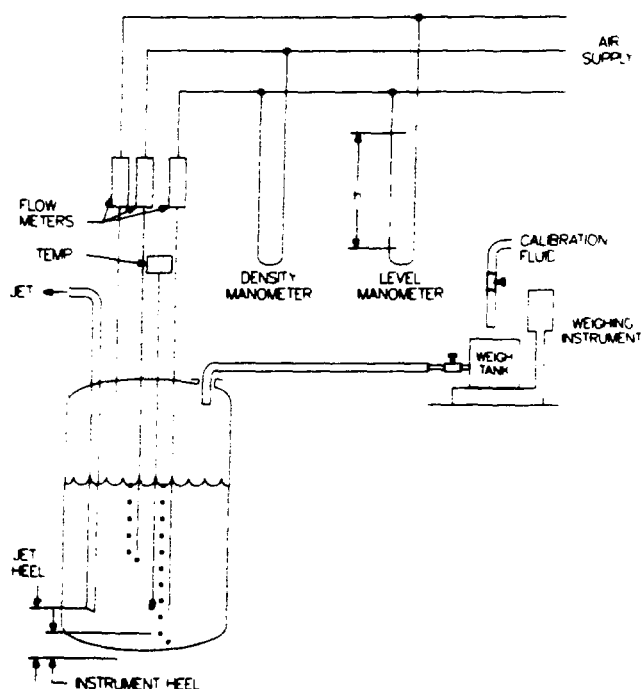 AIR
SUPPLY
FLOW
METERS
h
TEMP
DENSITY
MANOMETER
LEVEL
MANOMETER
CALIBRATION
FLUID
JET
WEIGHING
INSTRUMENT
WEIGH
TANK
JET
HEEL
INSTRUMENT HEEL